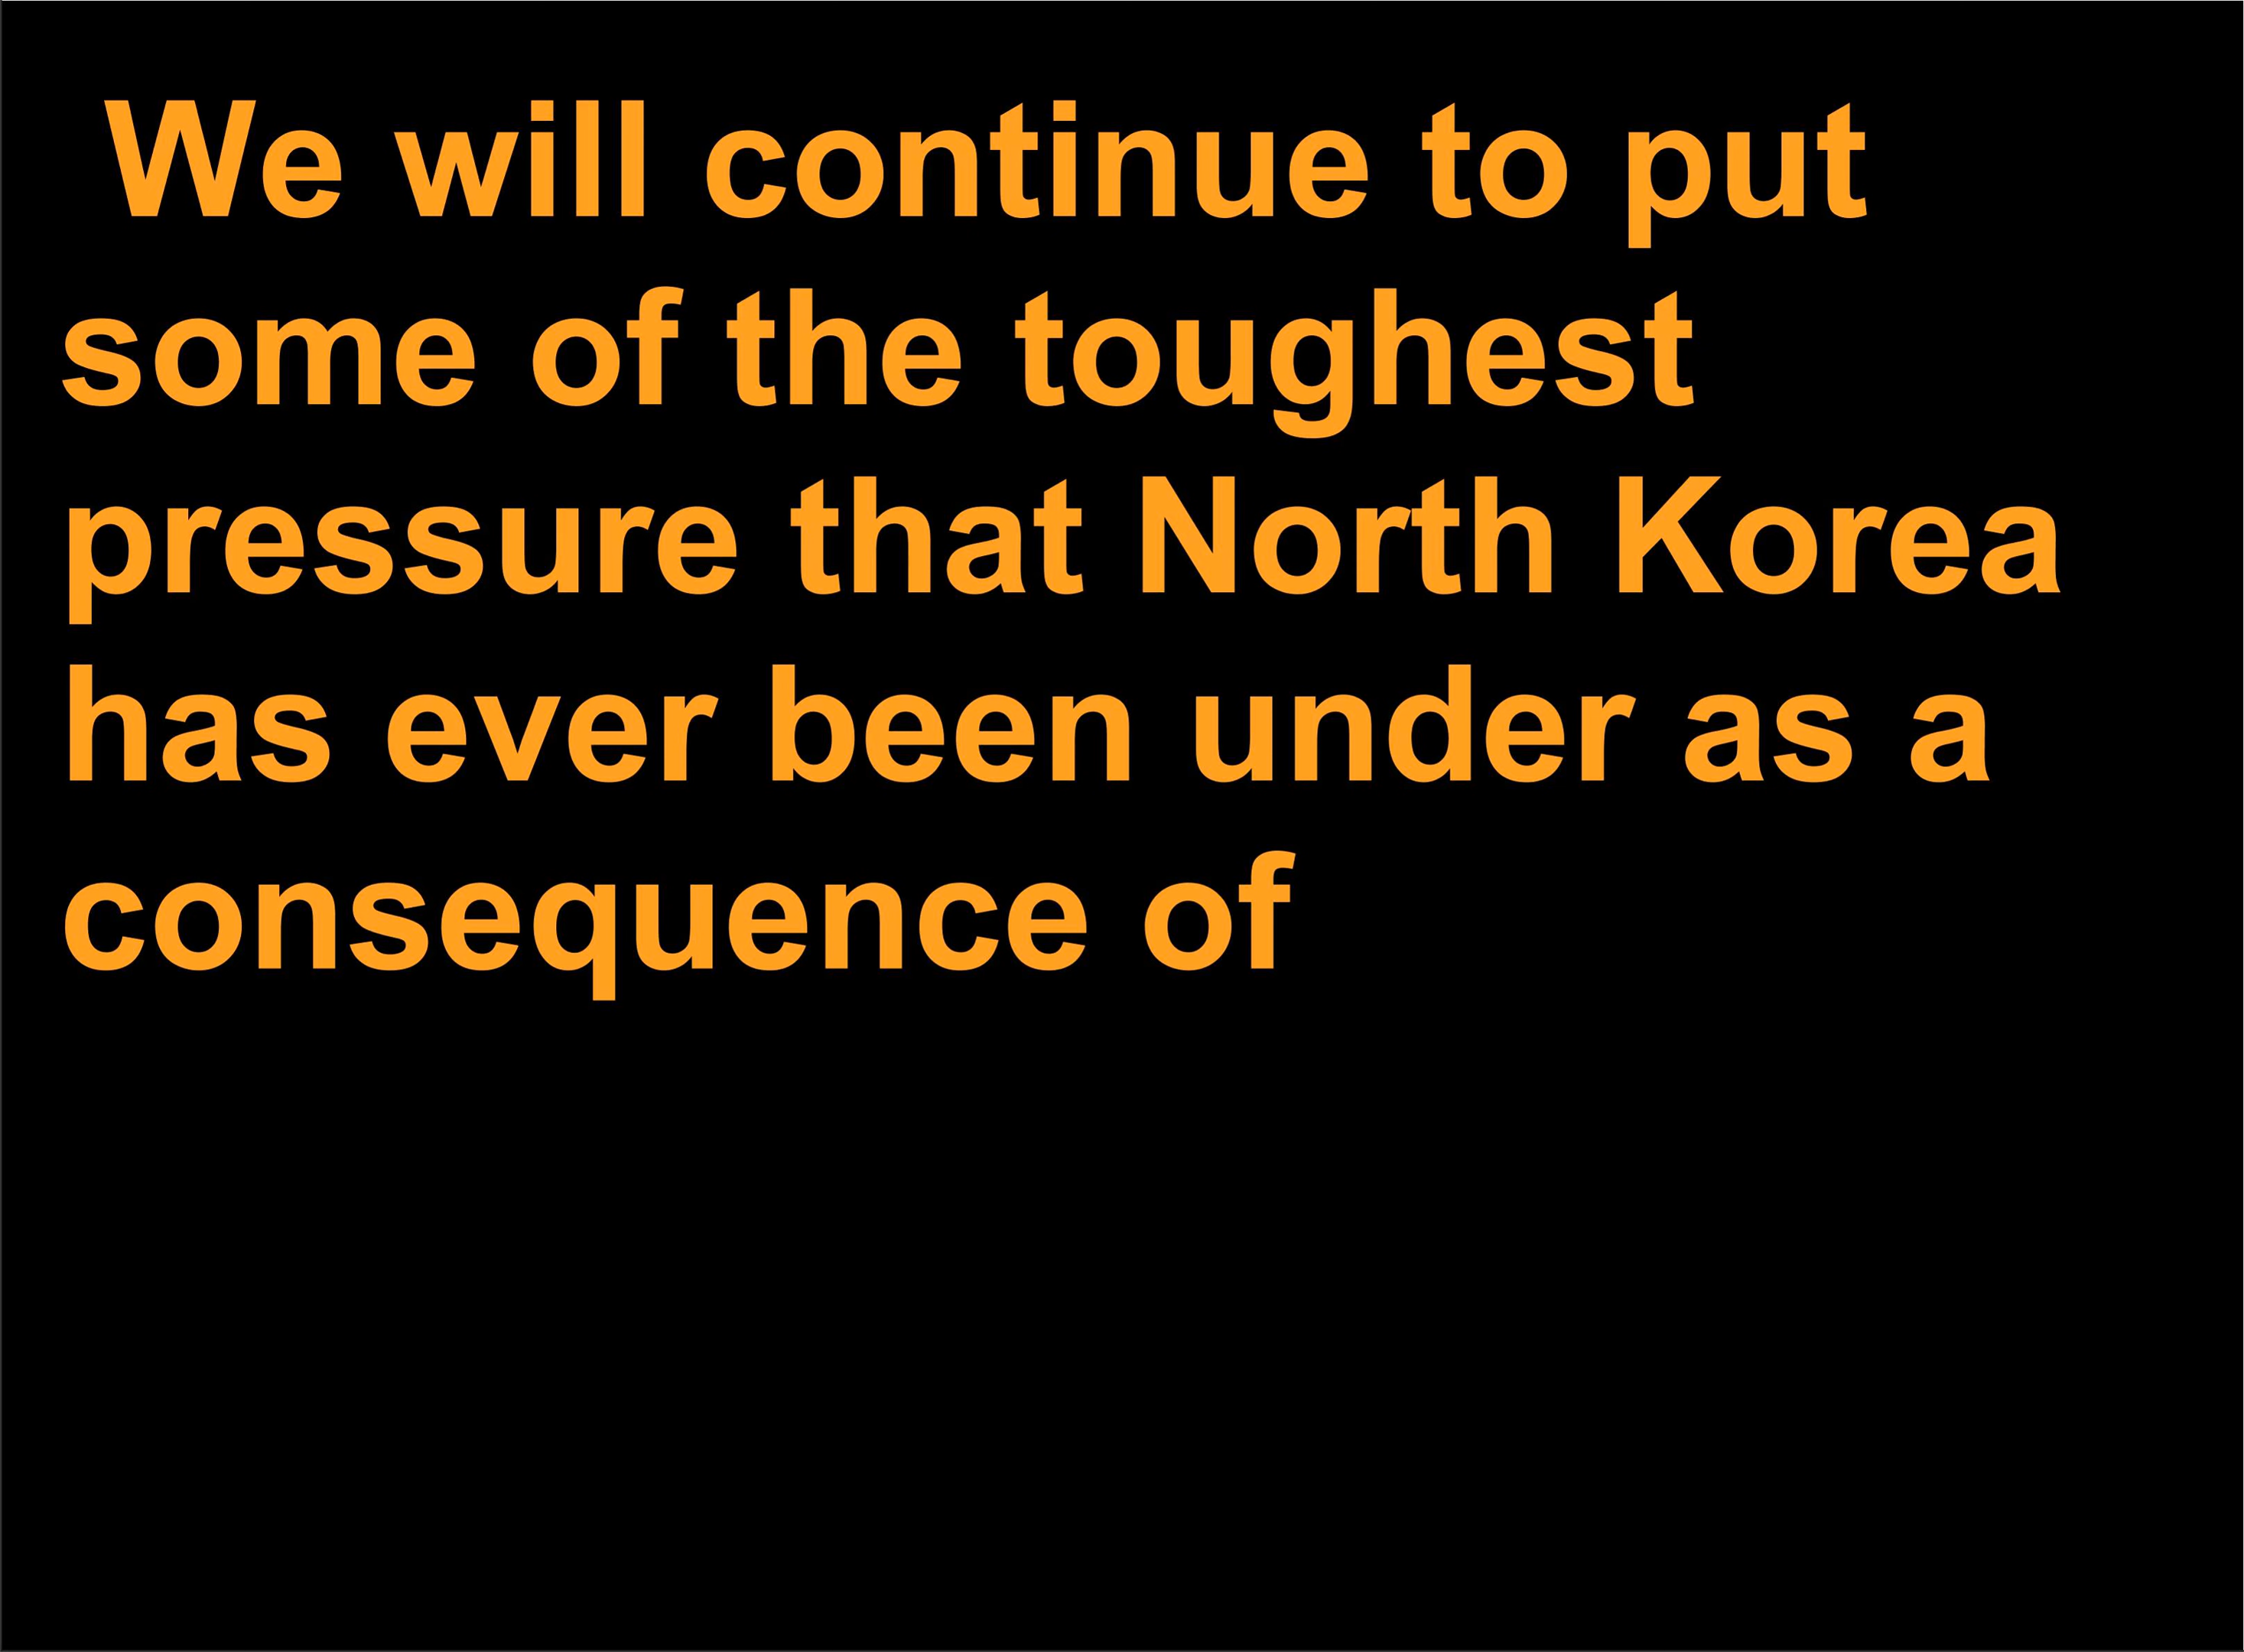 We will continue to put
some of the toughest
pressure that North Korea
has ever been under as a
consequence of